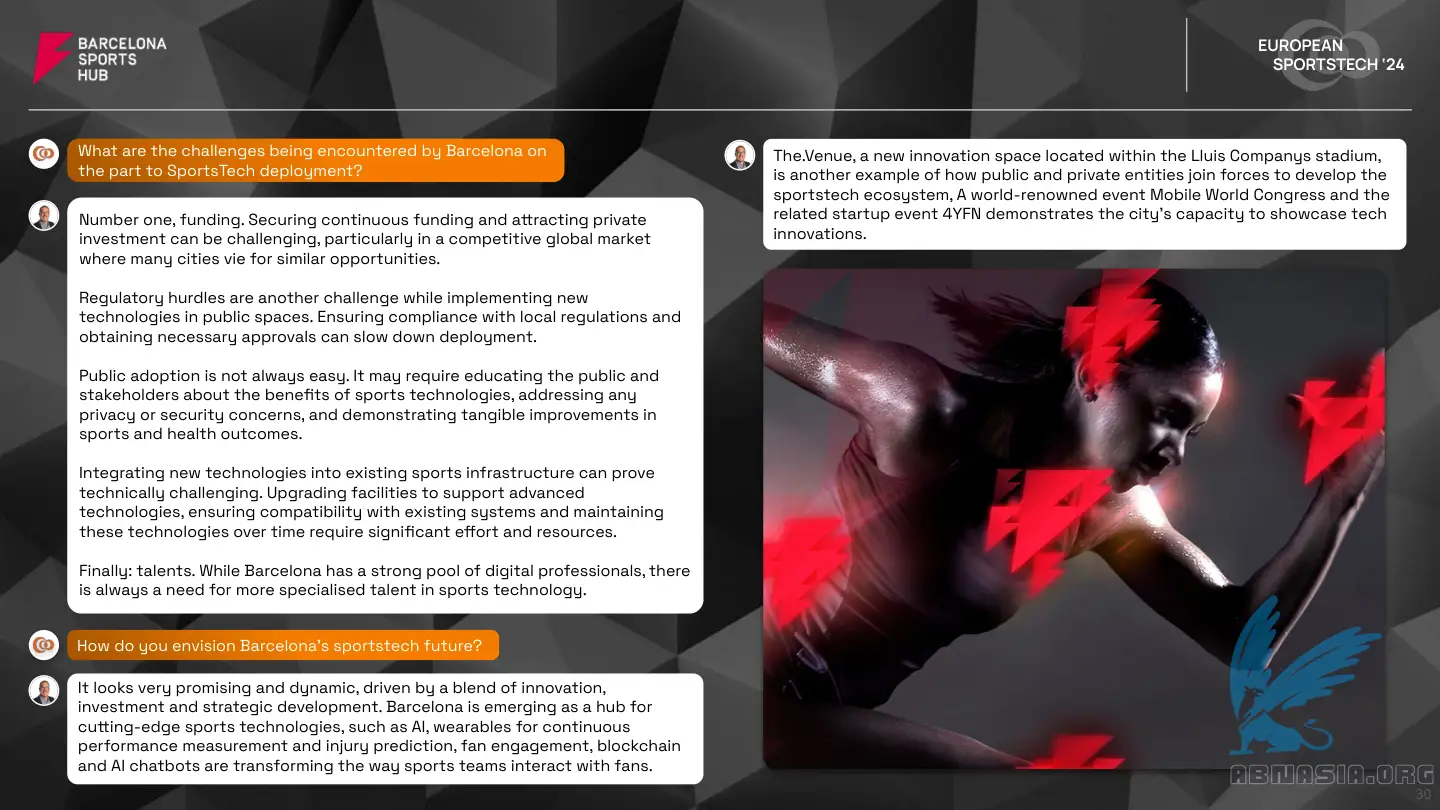 BARCELONA
SPORTS
HUB
EUROPEAN
SPORTSTECH '24
What are the challenges being encountered by Barcelona on
the part to SportsTech deployment?
Number one, funding. Securing continuous funding and attracting private
investment can be challenging, particularly in a competitive global market
where many cities vie for similar opportunities.
Regulatory hurdles are another challenge while implementing new
technologies in public spaces. Ensuring compliance with local regulations and
obtaining necessary approvals can slow down deployment.
Public adoption is not always easy. It may require educating the public and
stakeholders about the benefits of sports technologies, addressing any
privacy or security concerns, and demonstrating tangible improvements in
sports and health outcomes.
Integrating new technologies into existing sports infrastructure can prove
technically challenging. Upgrading facilities to support advanced
technologies, ensuring compatibility with existing systems and maintaining
these technologies over time require significant effort and resources.
Finally: talents. While Barcelona has a strong pool of digital professionals, there
is always a need for more specialised talent in sports technology.
How do you envision Barcelona's sportstech future?
It looks very promising and dynamic, driven by a blend of innovation,
investment and strategic development. Barcelona is emerging as a hub for
cutting-edge sports technologies, such as AI, wearables for continuous
performance measurement and injury prediction, fan engagement, blockchain
and AI chatbots are transforming the way sports teams interact with fans.
The.Venue, a new innovation space located within the Lluis Companys stadium,
is another example of how public and private entities join forces to develop the
sportstech ecosystem, A world-renowned event Mobile World Congress and the
related startup event 4YFN demonstrates the city's capacity to showcase tech
innovations.
ABMASIA.ORG
30